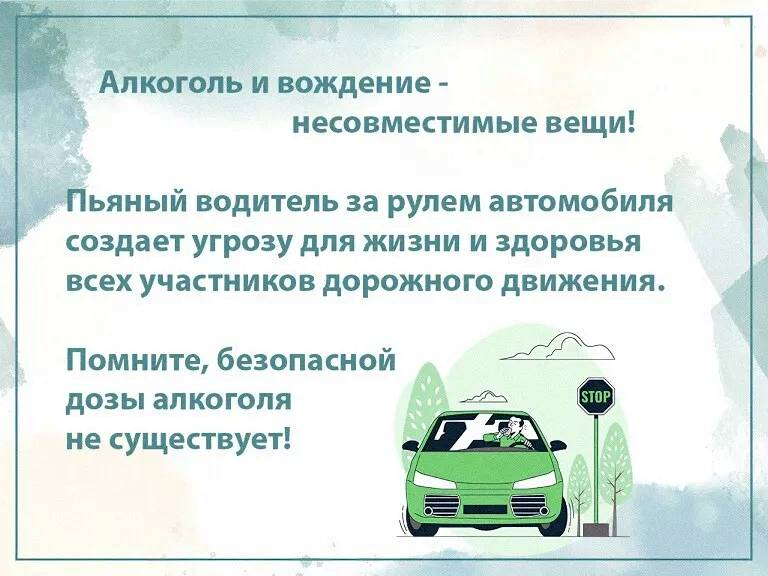 Алкоголь и вождение -
несовместимые вещи!
Пьяный водитель за рулем автомобиля
создает угрозу для жизни и здоровья
всех участников дорожного движения.
Помните, безопасной
дозы алкоголя
не существует!
STOP